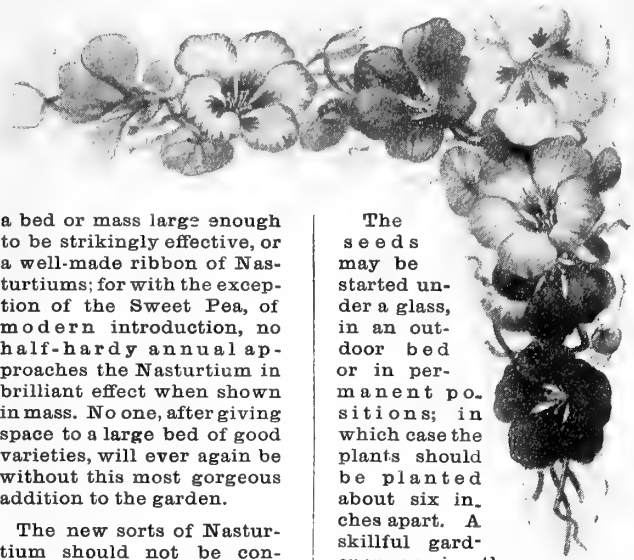 a bed or mass large enough
to be strikingly effective, or
a well-made ribbon of Nas-
turtiums; for with the excep-
tion of the Sweet Pea, of
modern introduction, no
half-hardy annual ap-
proaches the Nasturtium in
brilliant effect when shown
in mass. No one, after giving
space to a large bed of good
varieties, will ever again be
without this most gorgeous
addition to the garden.
The new sorts of Nastur-
tium should not be con-
The
seeds
may be
started un-
der a glass,
in an out-
door bed
or in per-
manent po-
sitions; in
which case the
plants should
be planted
about six in-
ches apart. A
skillful gard-